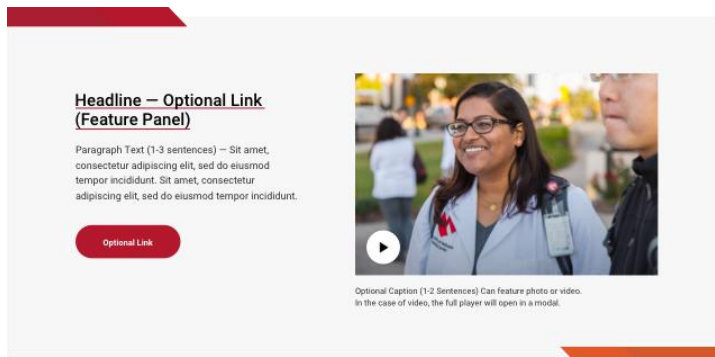 Headline — Optional Link
(Feature Panel)
Paragraph Text (1-3 sentences) — Sit amet,
consectetur adipiscing elit, sed do eiusmod
tempor incididunt. Sit amet, consectetur
adipiscing elit, sed do eiusmod tempor incididunt.
Optional Link
Optional Caption (1-2 Sentences) Can feature photo or video.
In the case of video, the full player will open in a modal.